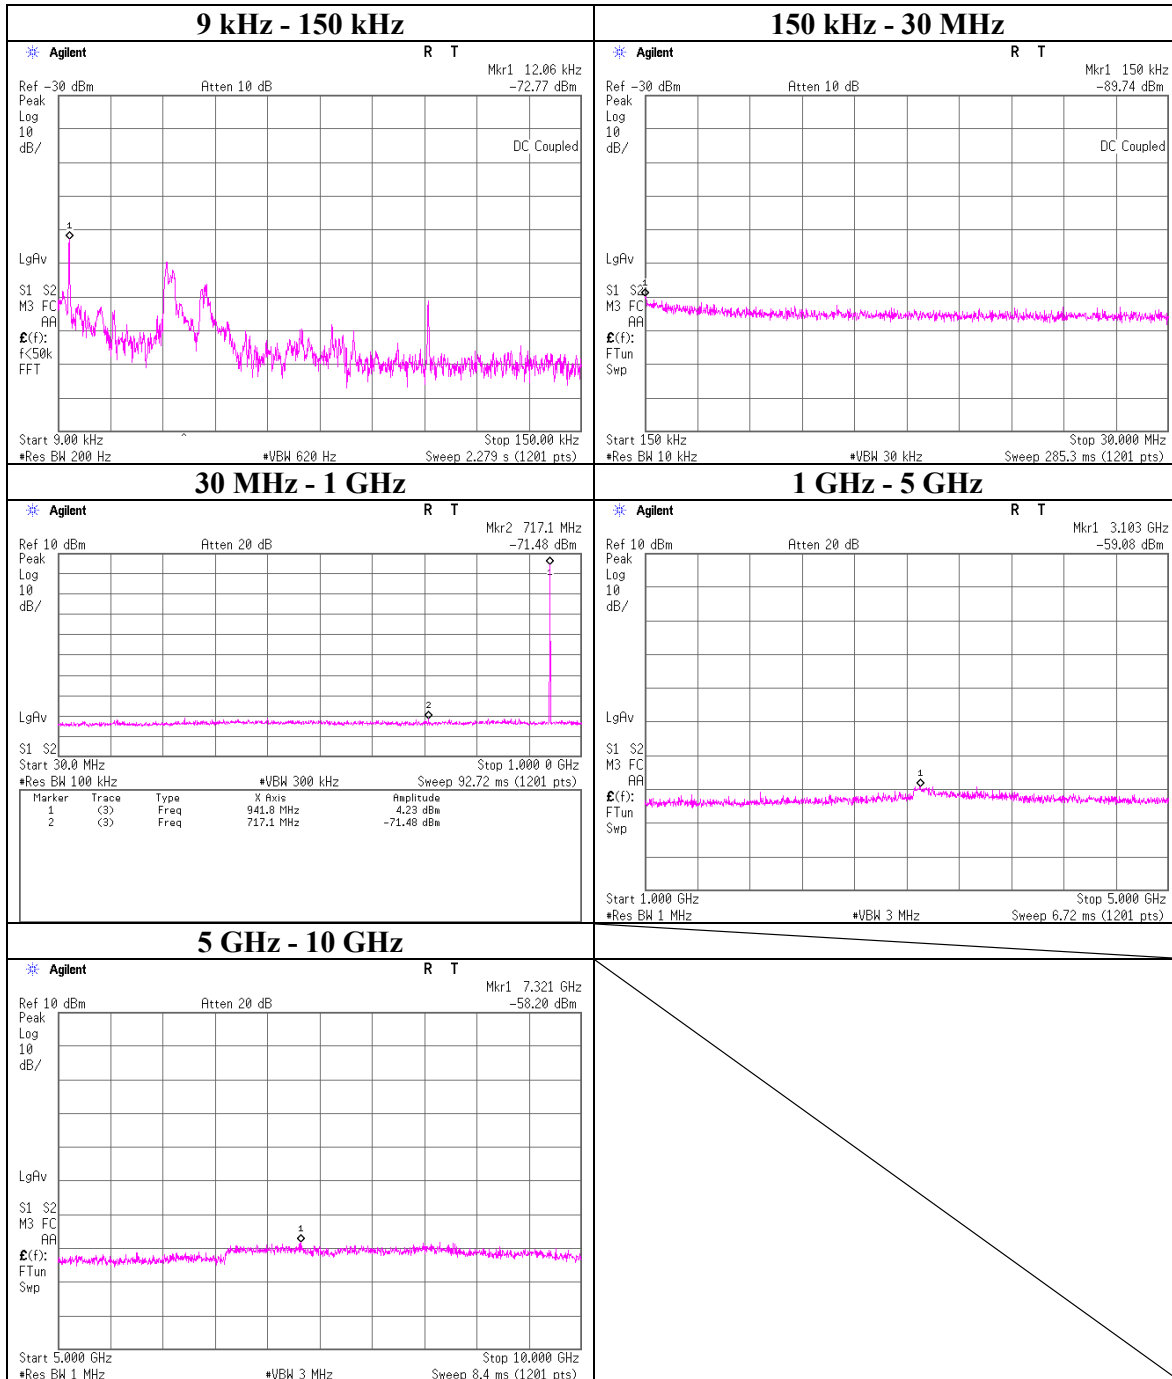 9 kHz - 150 kHz
Agilent R T
Mkr1 12.06 kHz
Ref -30 dBm Atten 10 dB -72.77 dBm
Peak
Log
10
dB/
DC Coupled
1
LgAv
S1 S2
M3 FC
AA
£(f):
f<50k
FFT
Start 9.00 kHz ^ Stop 150.00 kHz
#Res BW 200 Hz #VBW 620 Hz Sweep 2.279 s (1201 pts)
150 kHz - 30 MHz
Agilent R T
Mkr1 150 kHz
Ref -30 dBm Atten 10 dB -89.74 dBm
Peak
Log
10
dB/
DC Coupled
LgAv
1
S1 S2
M3 FC
AA
£(f):
FTun
Swp
Start 150 kHz Stop 30.000 MHz
#Res BW 10 kHz #VBW 30 kHz Sweep 285.3 ms (1201 pts)
30 MHz - 1 GHz
Agilent R T
Mkr2 717.1 MHz
Ref 10 dBm Atten 20 dB -71.48 dBm
Peak
Log
10
dB/
1
2
LgAv
S1 S2
Start 30.0 MHz Stop 1.000 0 GHz
#Res BW 100 kHz #VBW 300 kHz Sweep 92.72 ms (1201 pts)
Marker Trace Type X Axis Amplitude
1 (3) Freq 941.8 MHz 4.23 dBm
2 (3) Freq 717.1 MHz -71.48 dBm
1 GHz - 5 GHz
Agilent R T
Mkr1 3.103 GHz
Ref 10 dBm Atten 20 dB -59.08 dBm
Peak
Log
10
dB/
LgAv
S1 S2
M3 FC
AA
1
£(f):
FTun
Swp
Start 1.000 GHz Stop 5.000 GHz
#Res BW 1 MHz #VBW 3 MHz Sweep 6.72 ms (1201 pts)
5 GHz - 10 GHz
Agilent R T
Mkr1 7.321 GHz
Ref 10 dBm Atten 20 dB -58.20 dBm
Peak
Log
10
dB/
LgAv
S1 S2
M3 FC
AA
1
£(f):
FTun
Swp
Start 5.000 GHz Stop 10.000 GHz
#Res BW 1 MHz #VBW 3 MHz Sweep 8.4 ms (1201 pts)